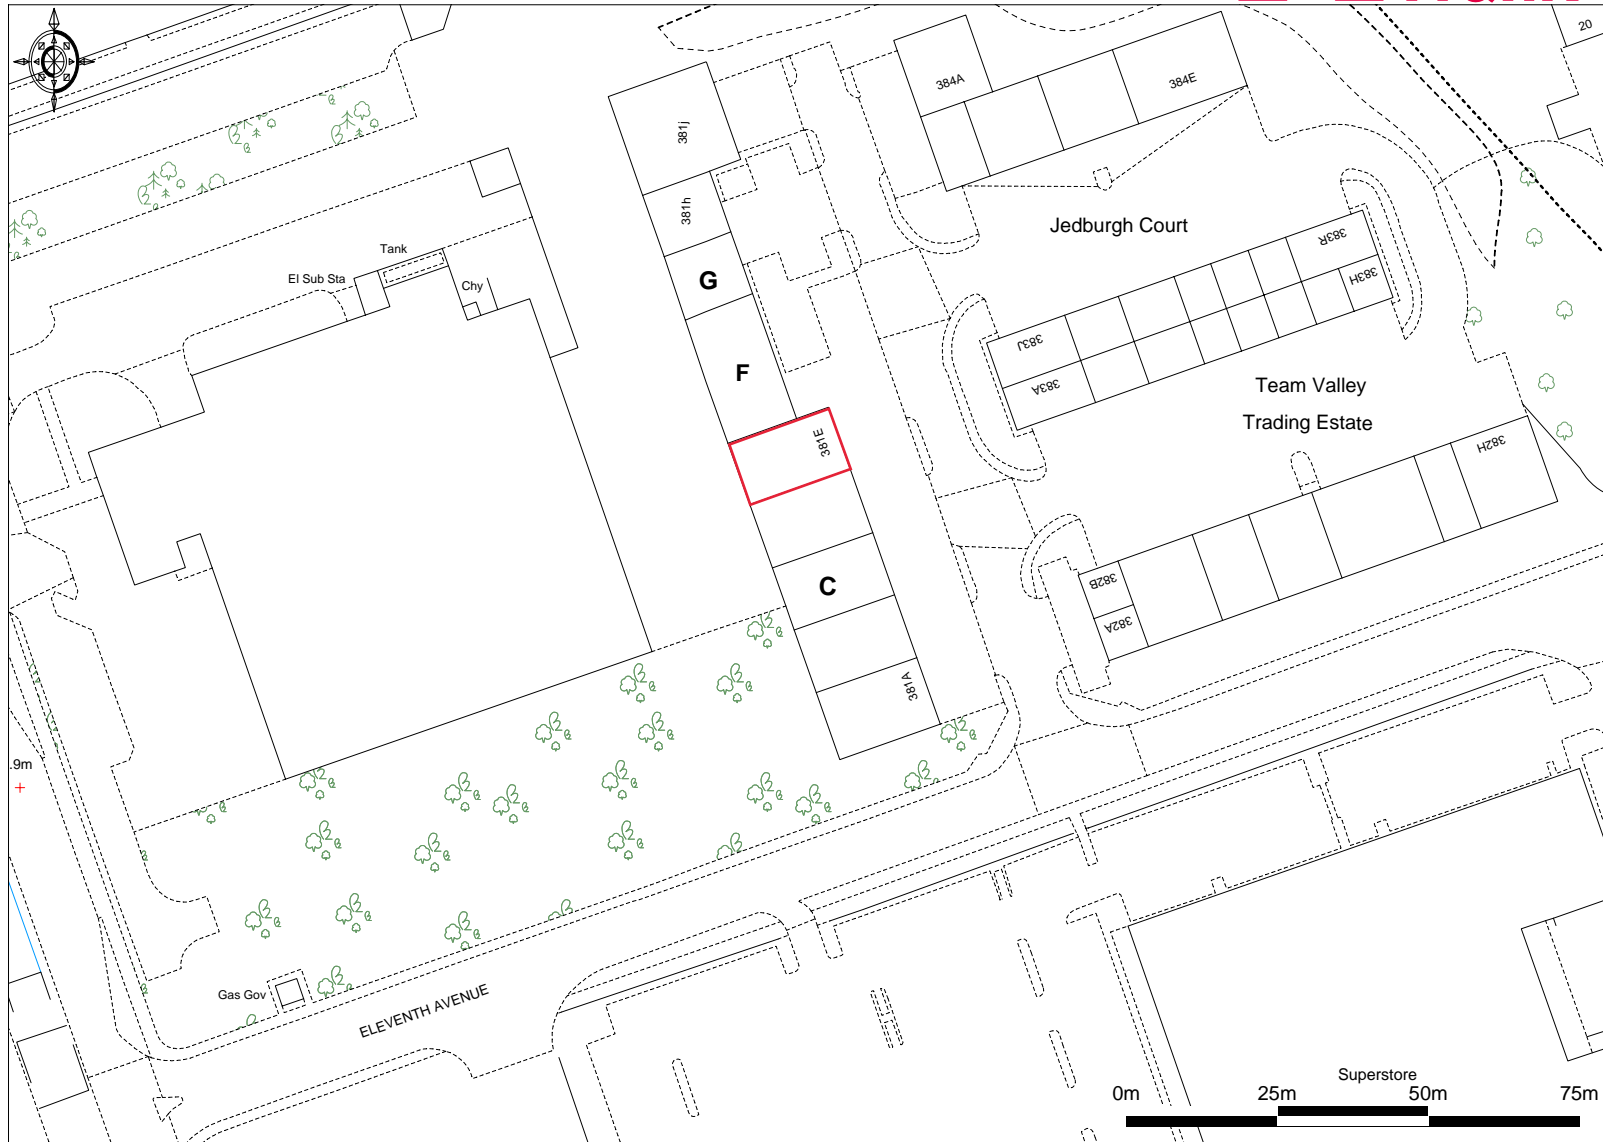 20
384A
384E
381j
381h
Jedburgh Court
383R
383H
Tank
El Sub Sta
Chy
G
383J
383A
F
Team Valley
Trading Estate
381E
382H
C
382B
382A
381A
.9m
Gas Gov
ELEVENTH AVENUE
Superstore
0m 25m 50m 75m